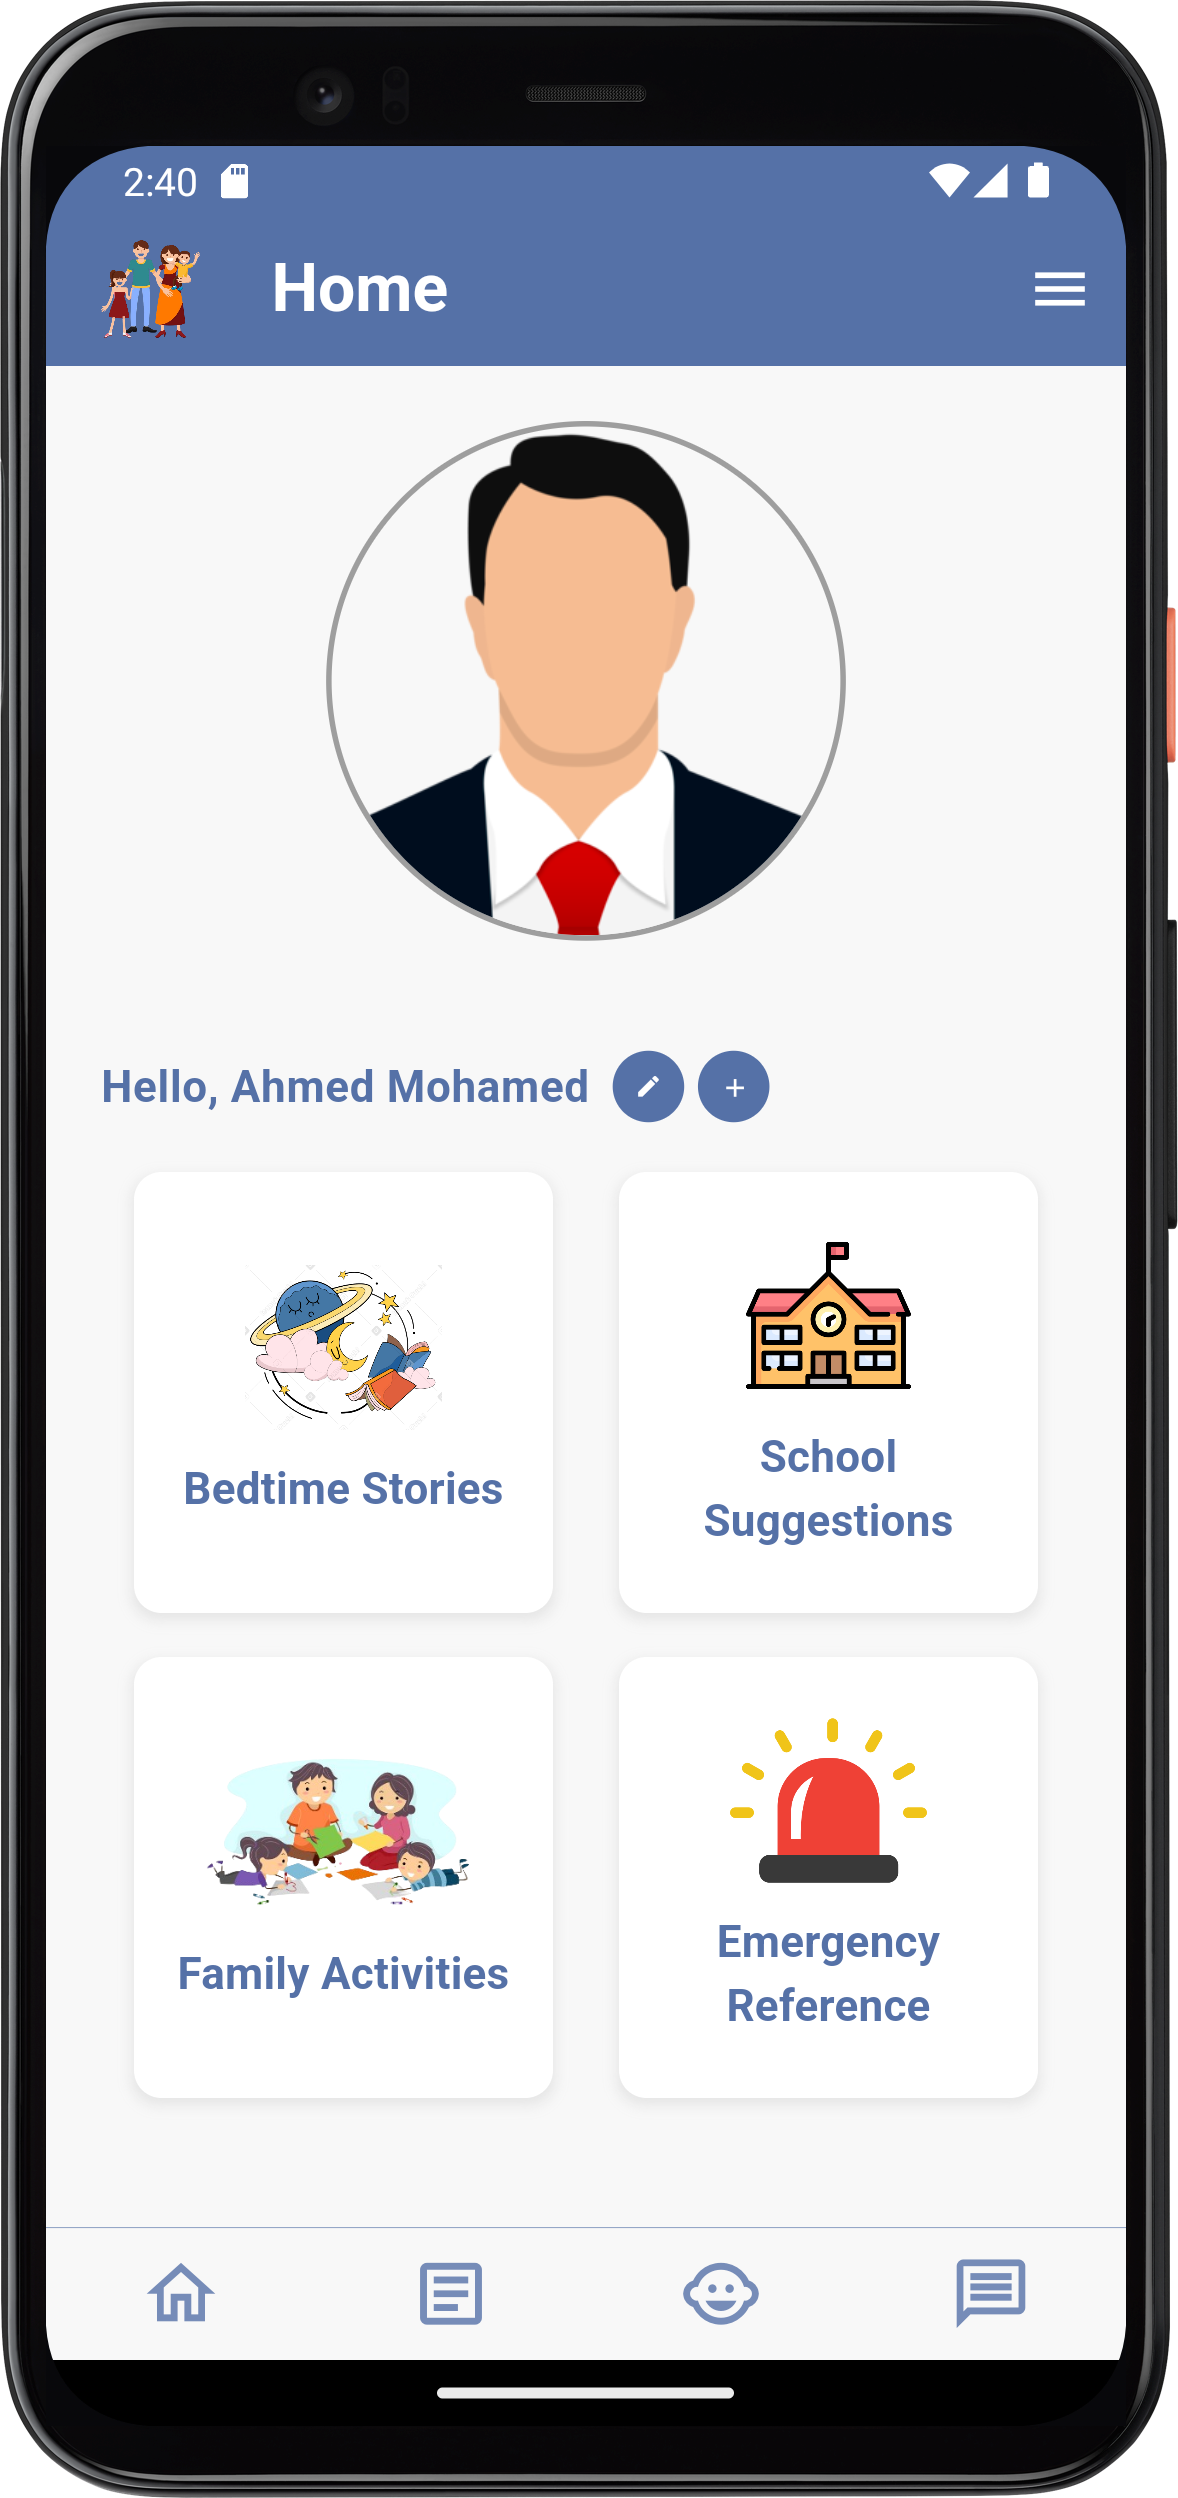 2:40
Home
Hello, Ahmed Mohamed
Bedtime Stories
School
Suggestions
Family Activities
Emergency
Reference